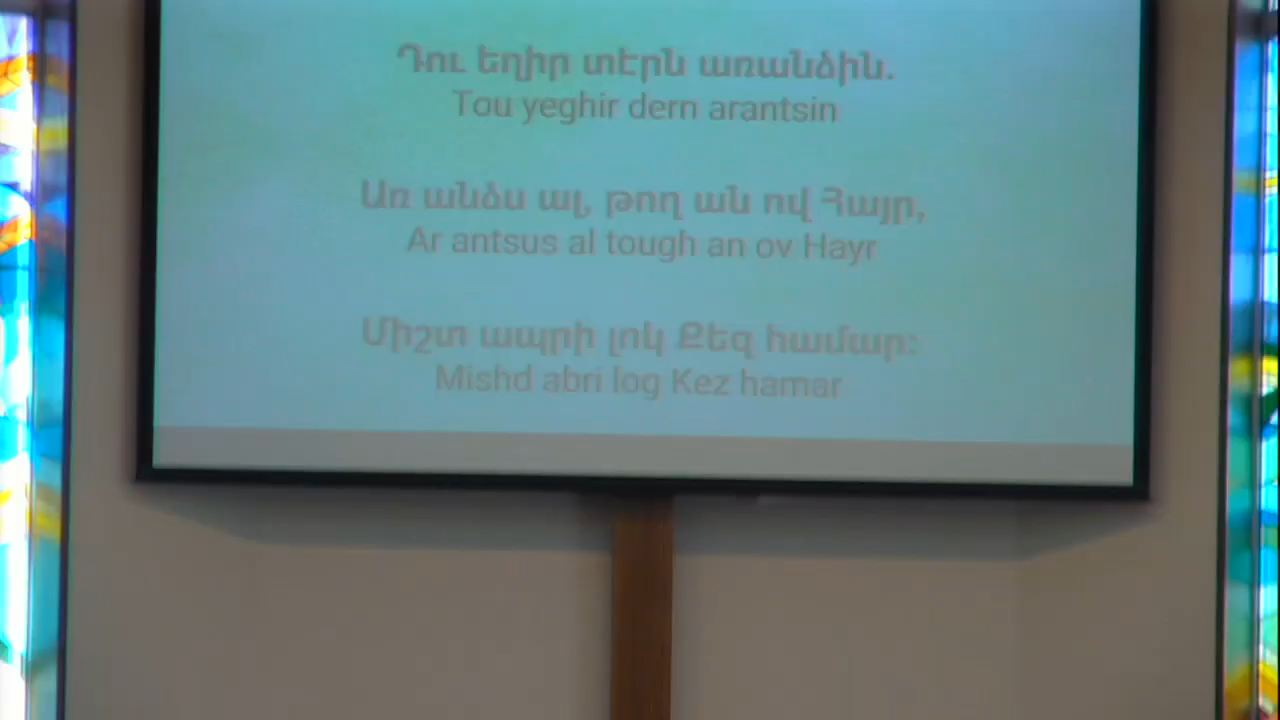 Դու եղիր տէրն առանձին.
Tou yeghir dern arantsin
Առ անձս ալ, թող ան ով Հայր,
Ar antsus al tough an ov Hayr
Միշտ ապրի լոկ Քեզ համար:
Mishd abri log Kez hamar